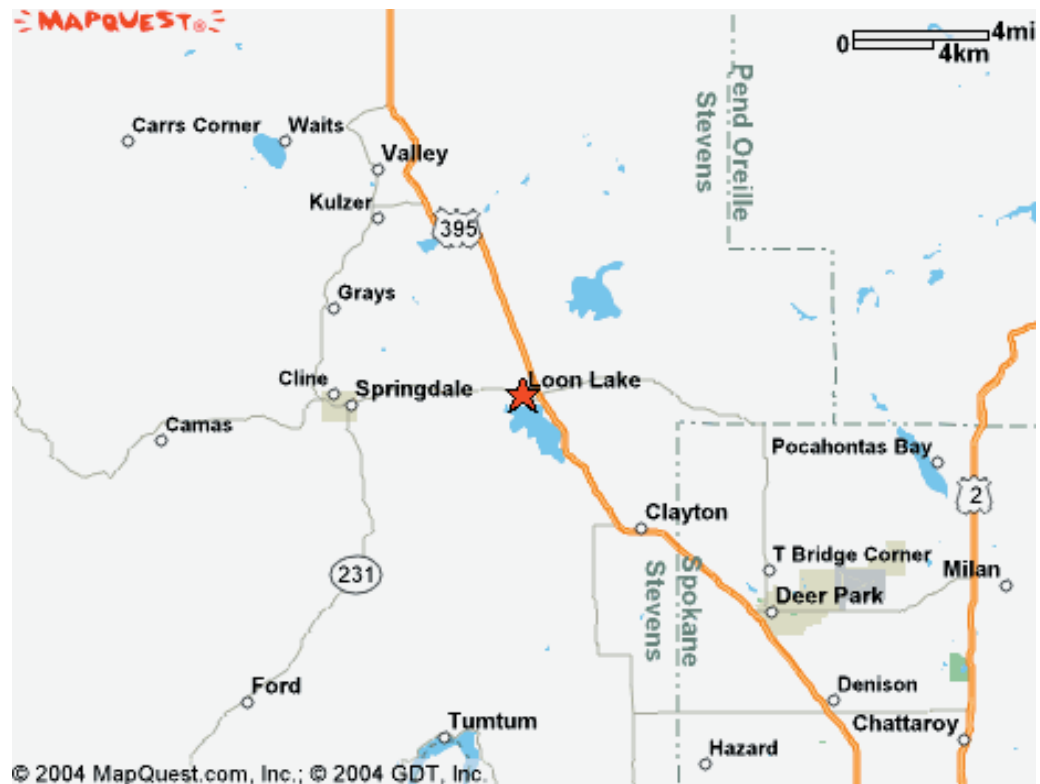 MAPQUEST®
0 4mi
4km
Pend Oreille
Stevens
Carrs Corner
Waits
Valley
Kulzer
395
Grays
Cline
Springdale
Loon Lake
Camas
Pocahontas Bay
2
Clayton
T Bridge Corner
Milan
231
Spokane
Stevens
Deer Park
Ford
Denison
Tumtum
Chattaroy
Hazard
© 2004 MapQuest.com, Inc.; © 2004 GDT, Inc.